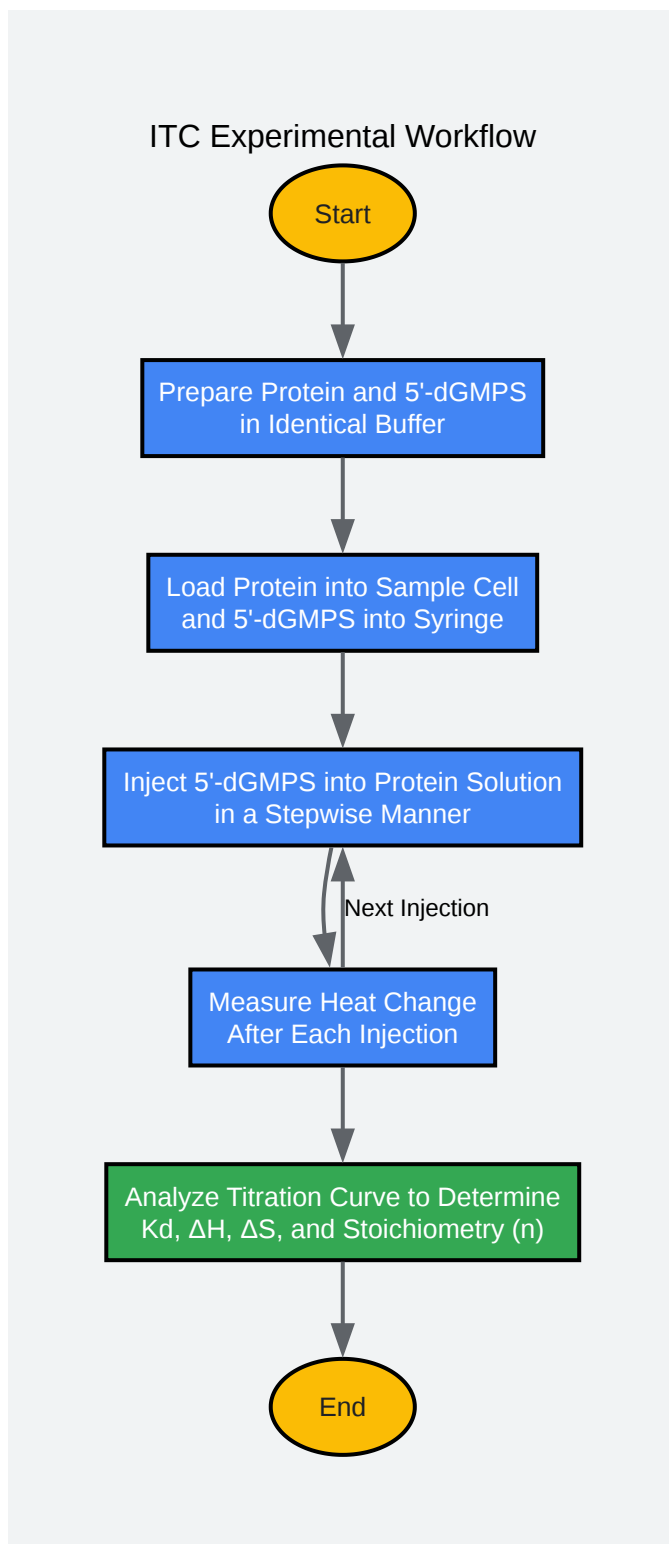 ITC Experimental Workflow
Start
Prepare Protein and 5'-dGMPS
in Identical Buffer
Load Protein into Sample Cell
and 5'-dGMPS into Syringe
Inject 5'-dGMPS into Protein Solution
in a Stepwise Manner
Next Injection
Measure Heat Change
After Each Injection
Analyze Titration Curve to Determine
Kd, ΔH, ΔS, and Stoichiometry (n)
End